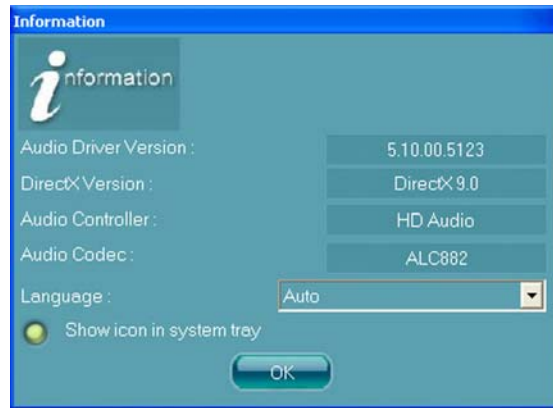 Information
information
Audio Driver Version : 5.10.00.5123
DirectX Version : DirectX 9.0
Audio Controller : HD Audio
Audio Codec : ALC882
Language : Auto
Show icon in system tray
OK